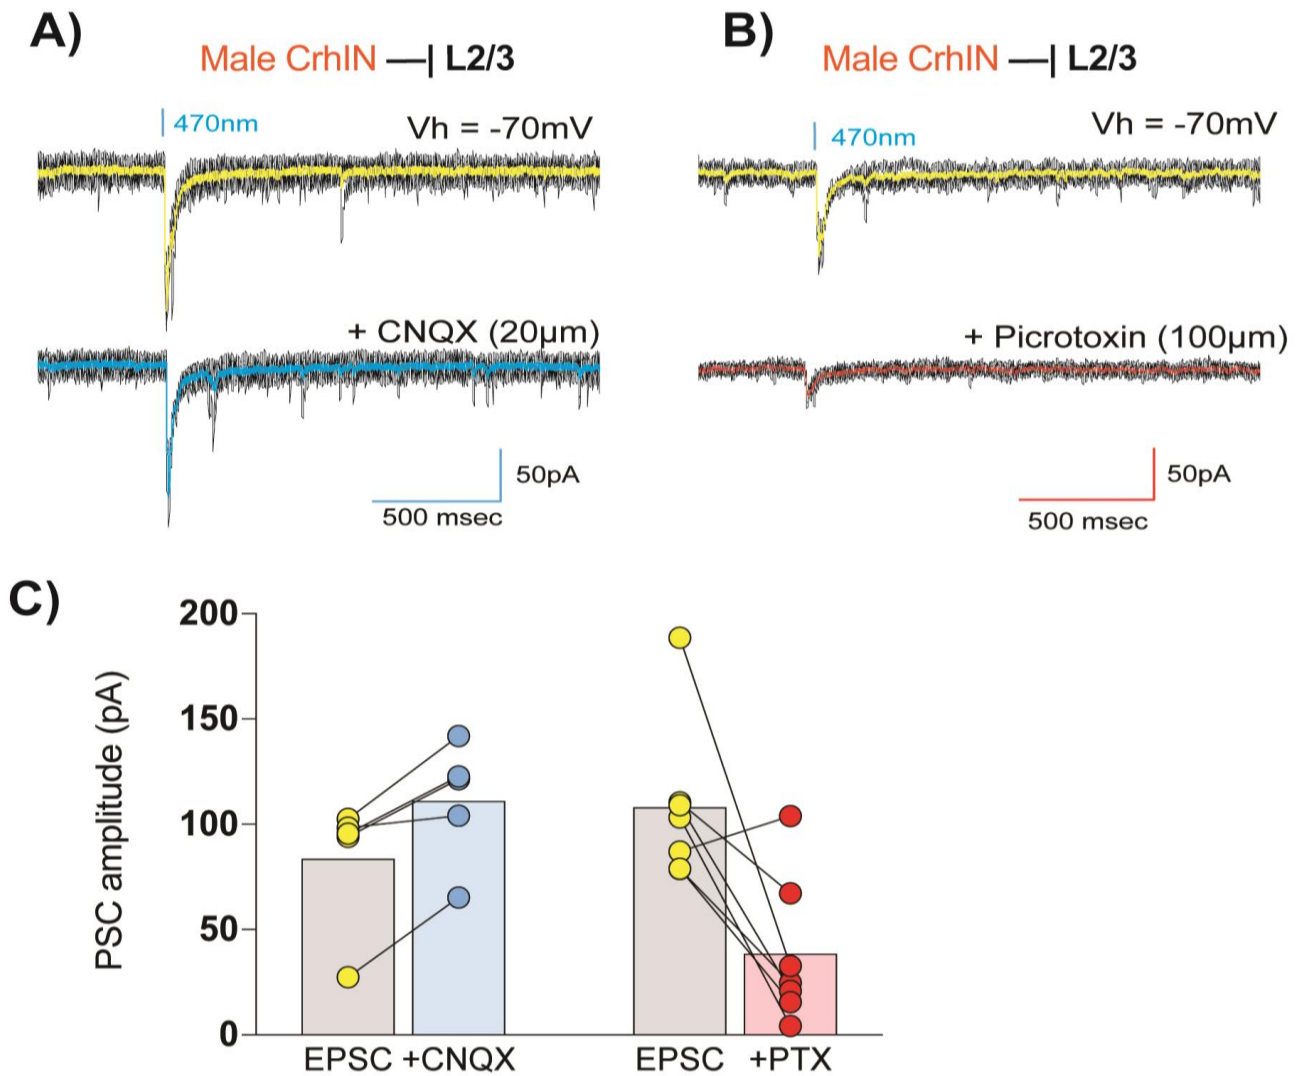 A)
Male CrhIN —| L2/3
470nm
Vh = -70mV
+ CNQX (20µm)
50pA
500 msec
B)
Male CrhIN —| L2/3
470nm
Vh = -70mV
+ Picrotoxin (100µm)
50pA
500 msec
C)
PSC amplitude (pA)
200
150
100
50
0
EPSC +CNQX
EPSC +PTX